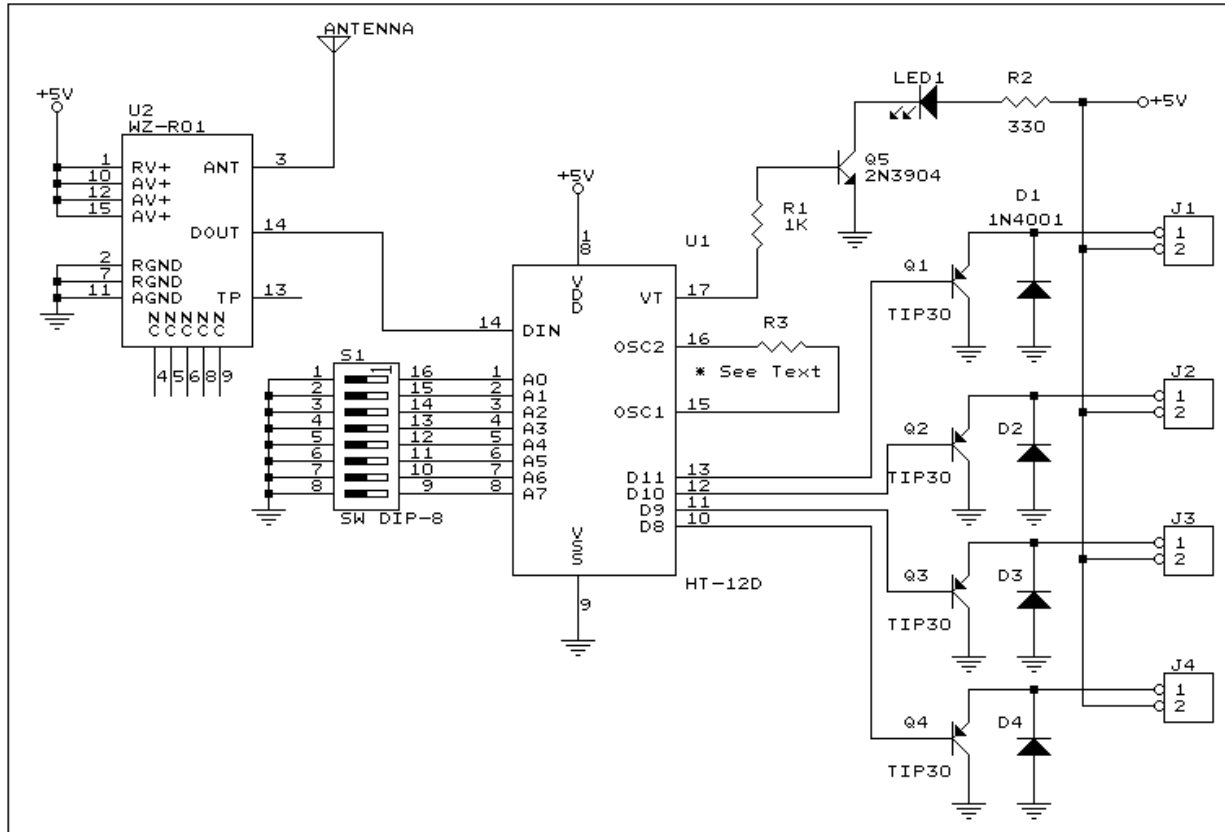 ANTENNA
+5V
U2
WZ-R01
1 RV+ ANT 3
10 AV+
12 AV+
15 AV+
DOUT 14
2 RGND
7 RGND
11 AGND TP 13
NC NC NC NC NC
4 5 6 8 9
S1
1 16
2 15
3 14
4 13
5 12
6 11
7 10
8 9
SW DIP-8
+5V
18
VDD
U1
14 DIN
1 A0
2 A1
3 A2
4 A3
5 A4
6 A5
7 A6
8 A7
VT 17
OSC2 16
OSC1 15
D11 13
D10 12
D9 11
D8 10
VSS
9
HT-12D
R1
1K
R3
* See Text
LED1
R2
330
+5V
Q5
2N3904
D1
1N4001
J1
1
2
Q1
TIP30
J2
1
2
Q2
D2
TIP30
J3
1
2
Q3
D3
TIP30
J4
1
2
Q4
D4
TIP30